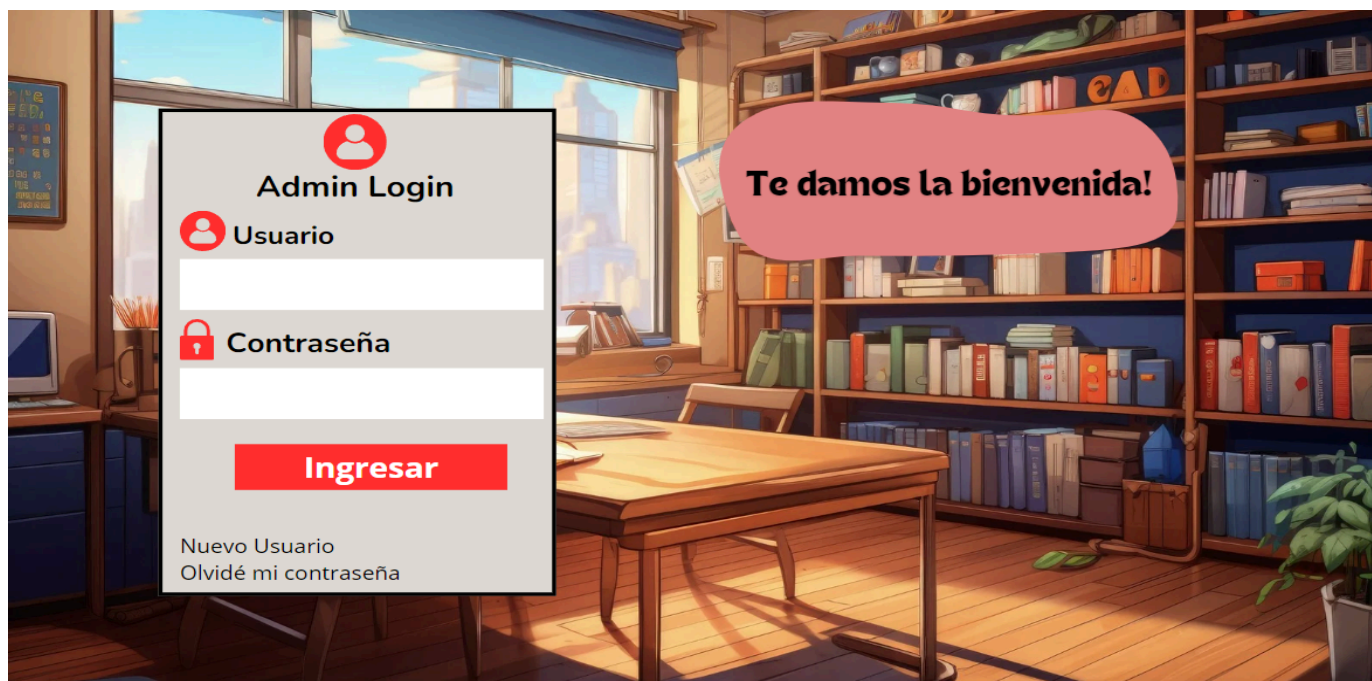 Admin Login
Usuario
Contraseña
Ingresar
Nuevo Usuario
Olvidé mi contraseña
Te damos la bienvenida!